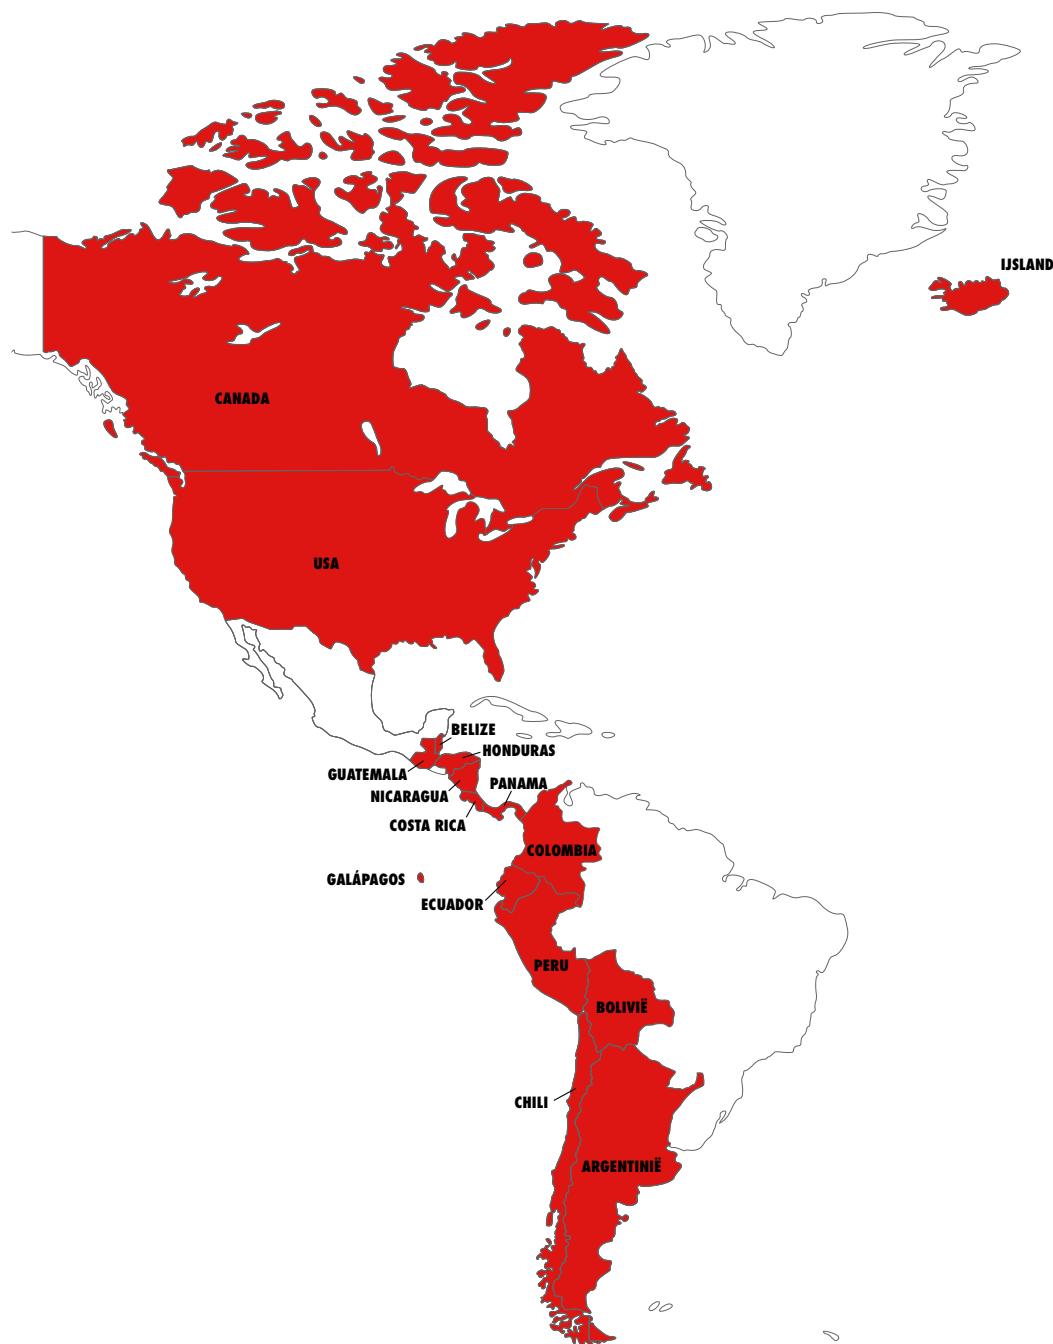 IJSLAND
CANADA
USA
BELIZE
HONDURAS
GUATEMALA
PANAMA
NICARAGUA
COSTA RICA
COLOMBIA
GALÁPAGOS
ECUADOR
PERU
BOLIVIË
CHILI
ARGENTINIË